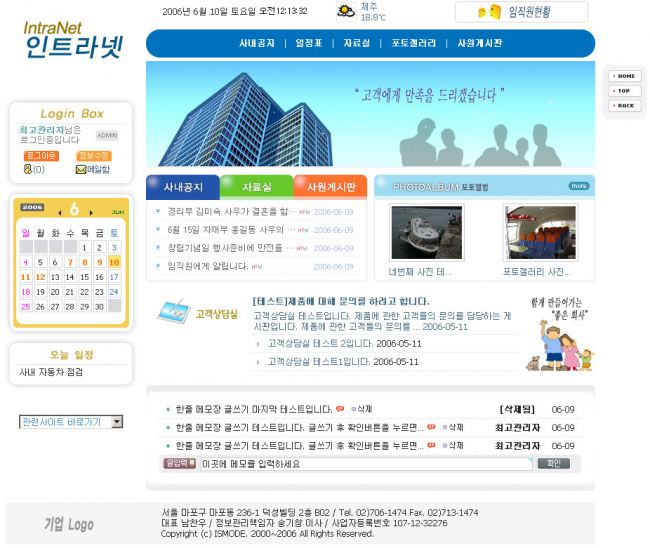 2006년 6월 10일 토요일 오전12:13:32
제주
18.8℃
임직원현황
IntraNet
인트라넷
사내공지 | 일정표 | 자료실 | 포토갤러리 | 사원게시판
HOME
TOP
BACK
“ 고객에게 만족을 드리겠습니다 ”
Login Box
최고관리자님은
로그인중입니다
ADMIN
로그아웃 정보수정
(0) 메일함
2006 6 JUN
일 월 화 수 목 금 토
1 2 3
4 5 6 7 8 9 10
11 12 13 14 15 16 17
18 19 20 21 22 23 24
25 26 27 28 29 30
오늘 일정
사내 자동차 점검
관련사이트 바로가기
사내공지 자료실 사원게시판
경리부 김미숙 사우가 결혼을 합… 2006-06-09
6월 15일 자재부 홍길동 사우의 … 2006-06-09
창립기념일 행사준비에 만전을 … 2006-06-09
임직원에게 알립니다. 2006-06-09
PHOTOALBUM 포토앨범 more
네번째 사진 테...
포토갤러리 사진...
고객상담실
[테스트]제품에 대해 문의를 하려고 합니다.
고객상담실 테스트입니다. 제품에 관한 고객들의 문의를 담당하는 게
시판입니다. 제품에 관한 고객들의 문의를 ... 2006-05-11
고객상담실 테스트 2입니다. 2006-05-11
고객상담실 테스트1입니다. 2006-05-11
함께 만들어가는
“좋은 회사”
한줄 메모장 글쓰기 마지막 테스트입니다. 삭제 [삭제팀] 06-09
한줄 메모장 글쓰기 테스트입니다. 글쓰기 후 확인버튼을 누르면... 삭제 최고관리자 06-09
한줄 메모장 글쓰기 테스트입니다. 글쓰기 후 확인버튼을 누르면... 삭제 최고관리자 06-09
글입력 이곳에 메모를 입력하세요 확인
기업 Logo
서울 마포구 마포동 236-1 덕성빌딩 2층 B02 / Tel. 02)706-1474 Fax. 02)713-1474
대표 남찬우 / 정보관리책임자 송기창 이사 / 사업자등록번호 107-12-32276
Copyright (c) ISMODE. 2000~2006 All Rights Reserved.